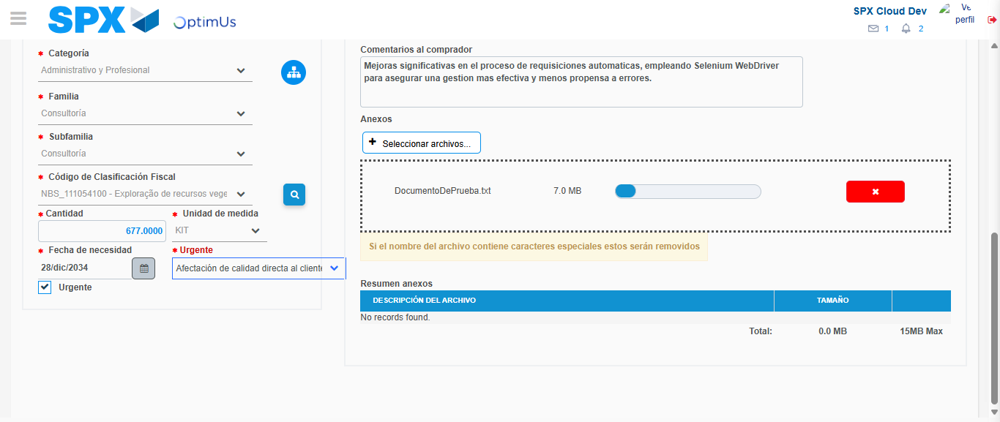 SPX
OptimUs
SPX Cloud Dev
1
2
Ve
perfil
* Categoría
Administrativo y Profesional
* Familia
Consultoría
* Subfamilia
Consultoría
* Código de Clasificación Fiscal
NBS_111054100 - Exploração de recursos vege
* Cantidad
* Unidad de medida
677.0000
KIT
* Fecha de necesidad
* Urgente
28/dic/2034
Afectación de calidad directa al cliente
Urgente
Comentarios al comprador
Mejoras significativas en el proceso de requisiciones automaticas, empleando Selenium WebDriver
para asegurar una gestion mas efectiva y menos propensa a errores.
Anexos
+ Seleccionar archivos...
DocumentoDePrueba.txt
7.0 MB
Si el nombre del archivo contiene caracteres especiales estos serán removidos
Resumen anexos
DESCRIPCIÓN DEL ARCHIVO
TAMAÑO
No records found.
Total:
0.0 MB
15MB Max